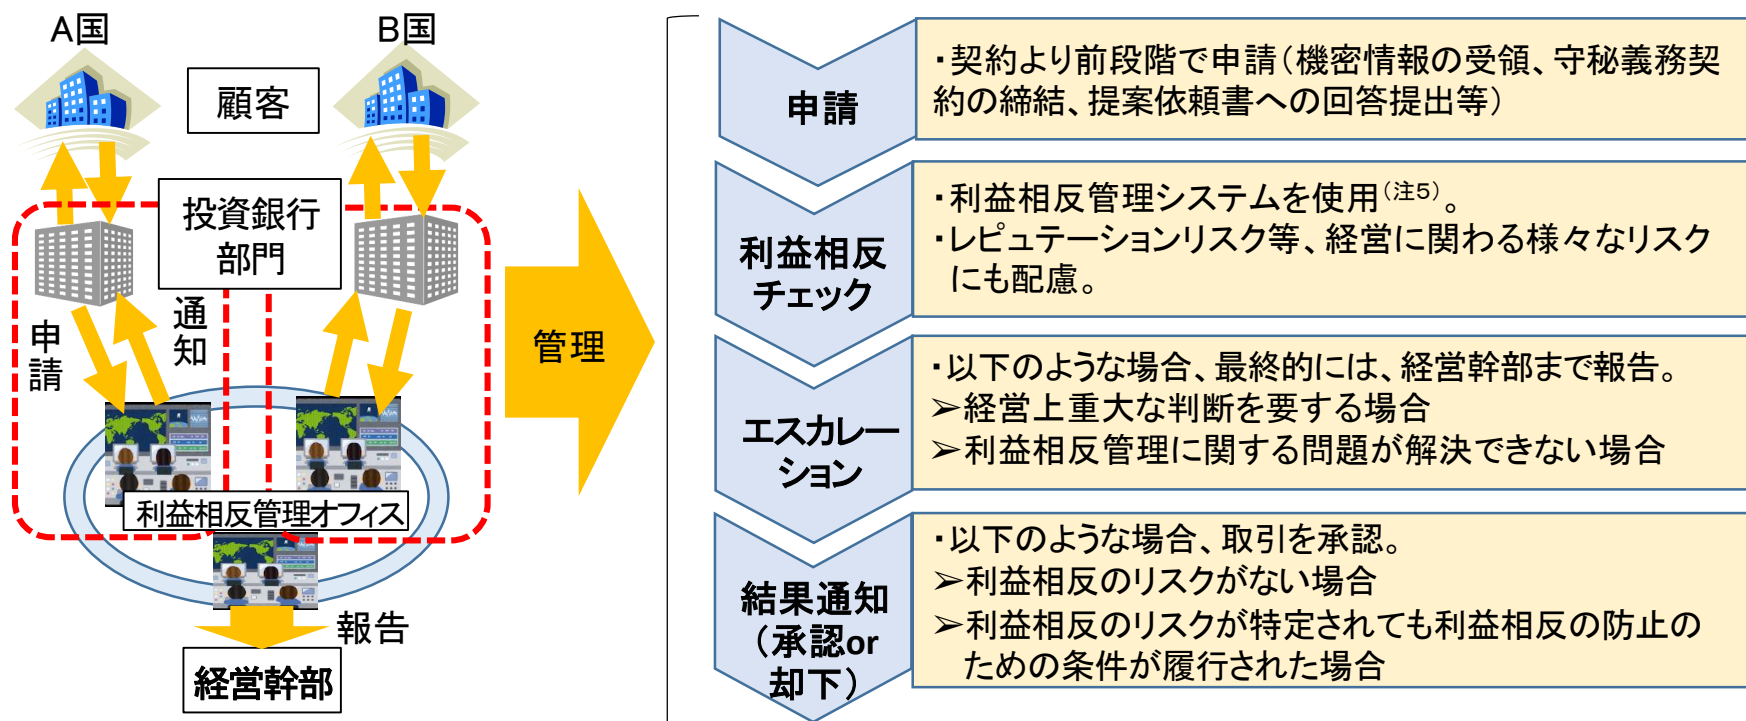 A国
B国
顧客
投資銀行
部門
申請
通知
利益相反管理オフィス
報告
経営幹部
管理
申請
・契約より前段階で申請(機密情報の受領、守秘義務契
約の締結、提案依頼書への回答提出等)
利益相反
チェック
・利益相反管理システムを使用(注5)。
・レピュテーションリスク等、経営に関わる様々なリスク
にも配慮。
エスカレー
ション
・以下のような場合、最終的には、経営幹部まで報告。
➢経営上重大な判断を要する場合
➢利益相反管理に関する問題が解決できない場合
結果通知
(承認or
却下)
・以下のような場合、取引を承認。
➢利益相反のリスクがない場合
➢利益相反のリスクが特定されても利益相反の防止の
ための条件が履行された場合